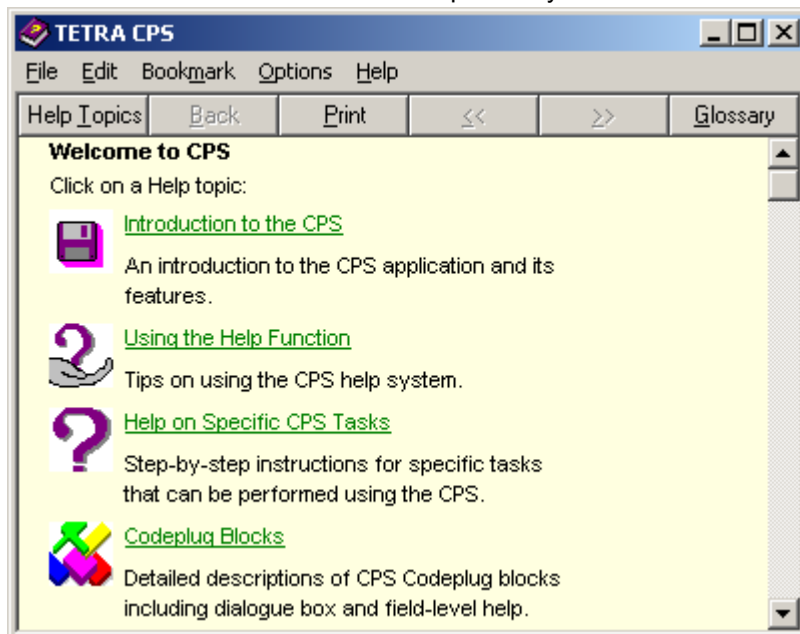 TETRA CPS
File Edit Bookmark Options Help
Help Topics Back Print << >> Glossary
Welcome to CPS
Click on a Help topic:
Introduction to the CPS
An introduction to the CPS application and its
features.
Using the Help Function
Tips on using the CPS help system.
Help on Specific CPS Tasks
Step-by-step instructions for specific tasks
that can be performed using the CPS.
Codeplug Blocks
Detailed descriptions of CPS Codeplug blocks
including dialogue box and field-level help.